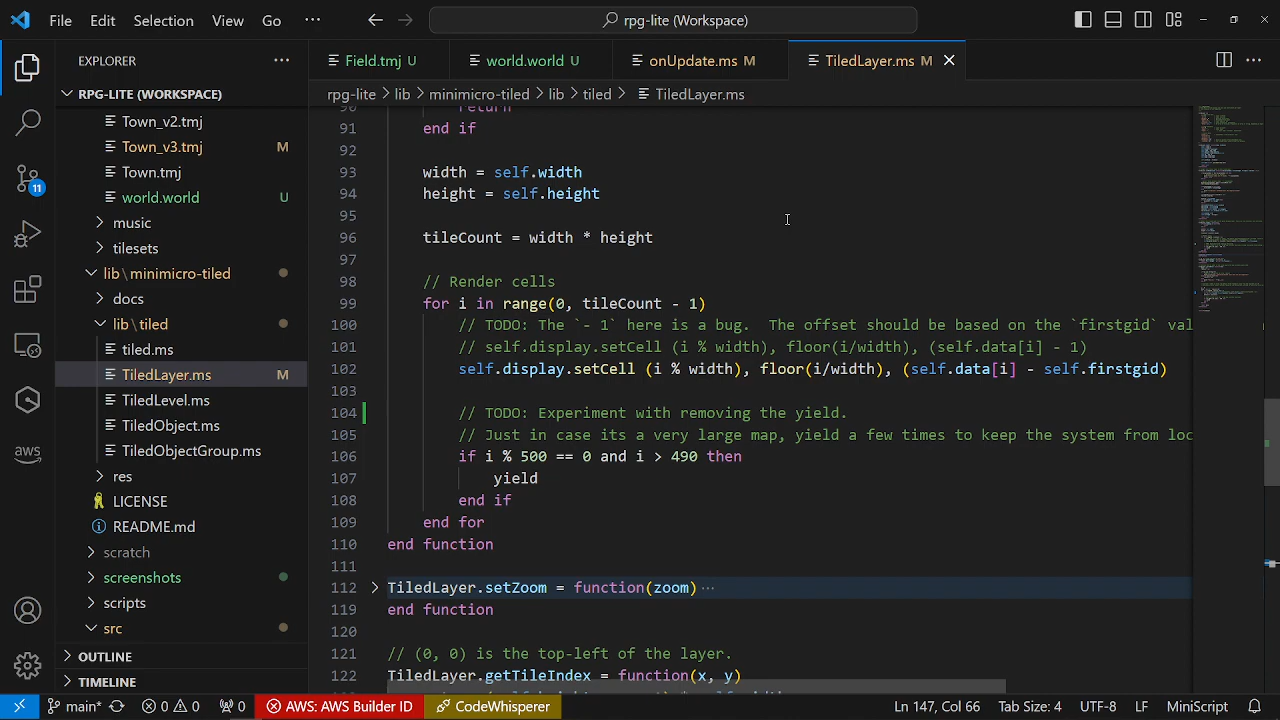 File Edit Selection View Go ··· rpg-lite (Workspace)
EXPLORER ···
Field.tmj U world.world U onUpdate.ms M TiledLayer.ms M
RPG-LITE (WORKSPACE)
rpg-lite > lib > minimicro-tiled > lib > tiled > TiledLayer.ms
Town_v2.tmj
Town_v3.tmj M
Town.tmj
world.world U
music
tilesets
lib\minimicro-tiled
docs
lib\tiled
tiled.ms
TiledLayer.ms M
TiledLevel.ms
TiledObject.ms
TiledObjectGroup.ms
res
LICENSE
README.md
scratch
screenshots
scripts
src
OUTLINE
TIMELINE
11
aws
90 return
91 end if
92
93 width = self.width
94 height = self.height
95
96 tileCount = width * height
97
98 // Render cells
99 for i in range(0, tileCount - 1)
100 // TODO: The `- 1` here is a bug.  The offset should be based on the `firstgid` val
101 // self.display.setCell (i % width), floor(i/width), (self.data[i] - 1)
102 self.display.setCell (i % width), floor(i/width), (self.data[i] - self.firstgid)
103
104 // TODO: Experiment with removing the yield.
105 // Just in case its a very large map, yield a few times to keep the system from loc
106 if i % 500 == 0 and i > 490 then
107 yield
108 end if
109 end for
110 end function
111
112 TiledLayer.setZoom = function(zoom) ···
119 end function
120
121 // (0, 0) is the top-left of the layer.
122 TiledLayer.getTileIndex = function(x, y)
main* 0 0 0 AWS: AWS Builder ID CodeWhisperer Ln 147, Col 66 Tab Size: 4 UTF-8 LF MiniScript